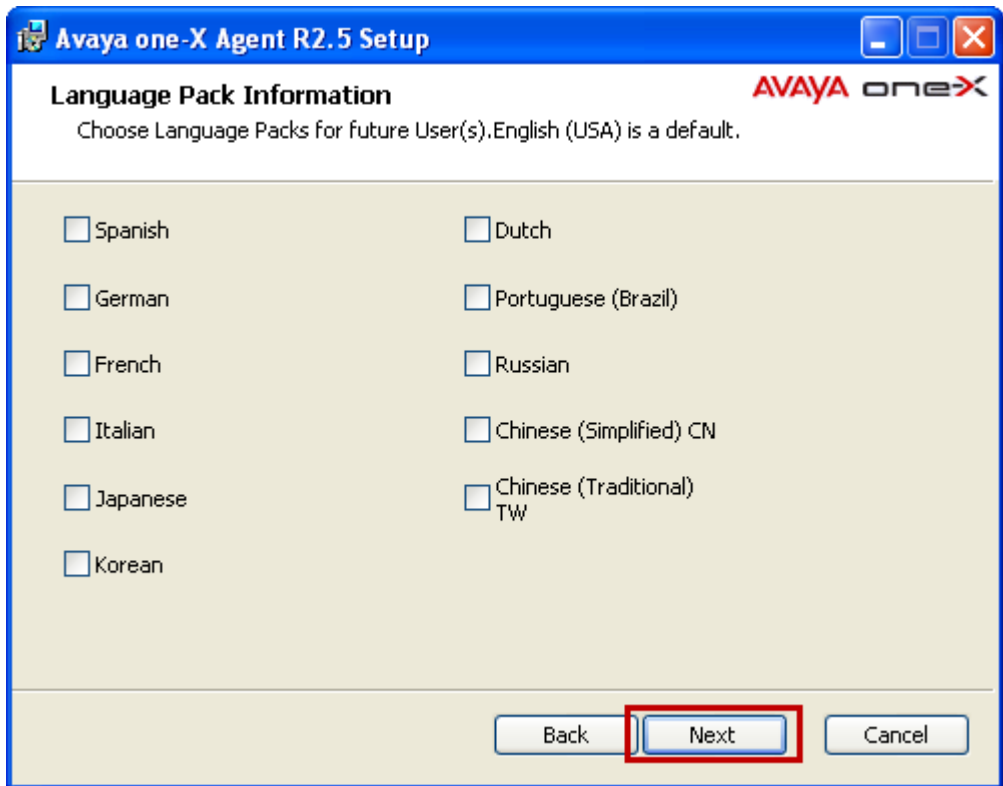 Avaya one-X Agent R2.5 Setup
Language Pack Information
AVAYA one-X
Choose Language Packs for future User(s).English (USA) is a default.
Spanish
Dutch
German
Portuguese (Brazil)
French
Russian
Italian
Chinese (Simplified) CN
Japanese
Chinese (Traditional)
TW
Korean
Back
Next
Cancel